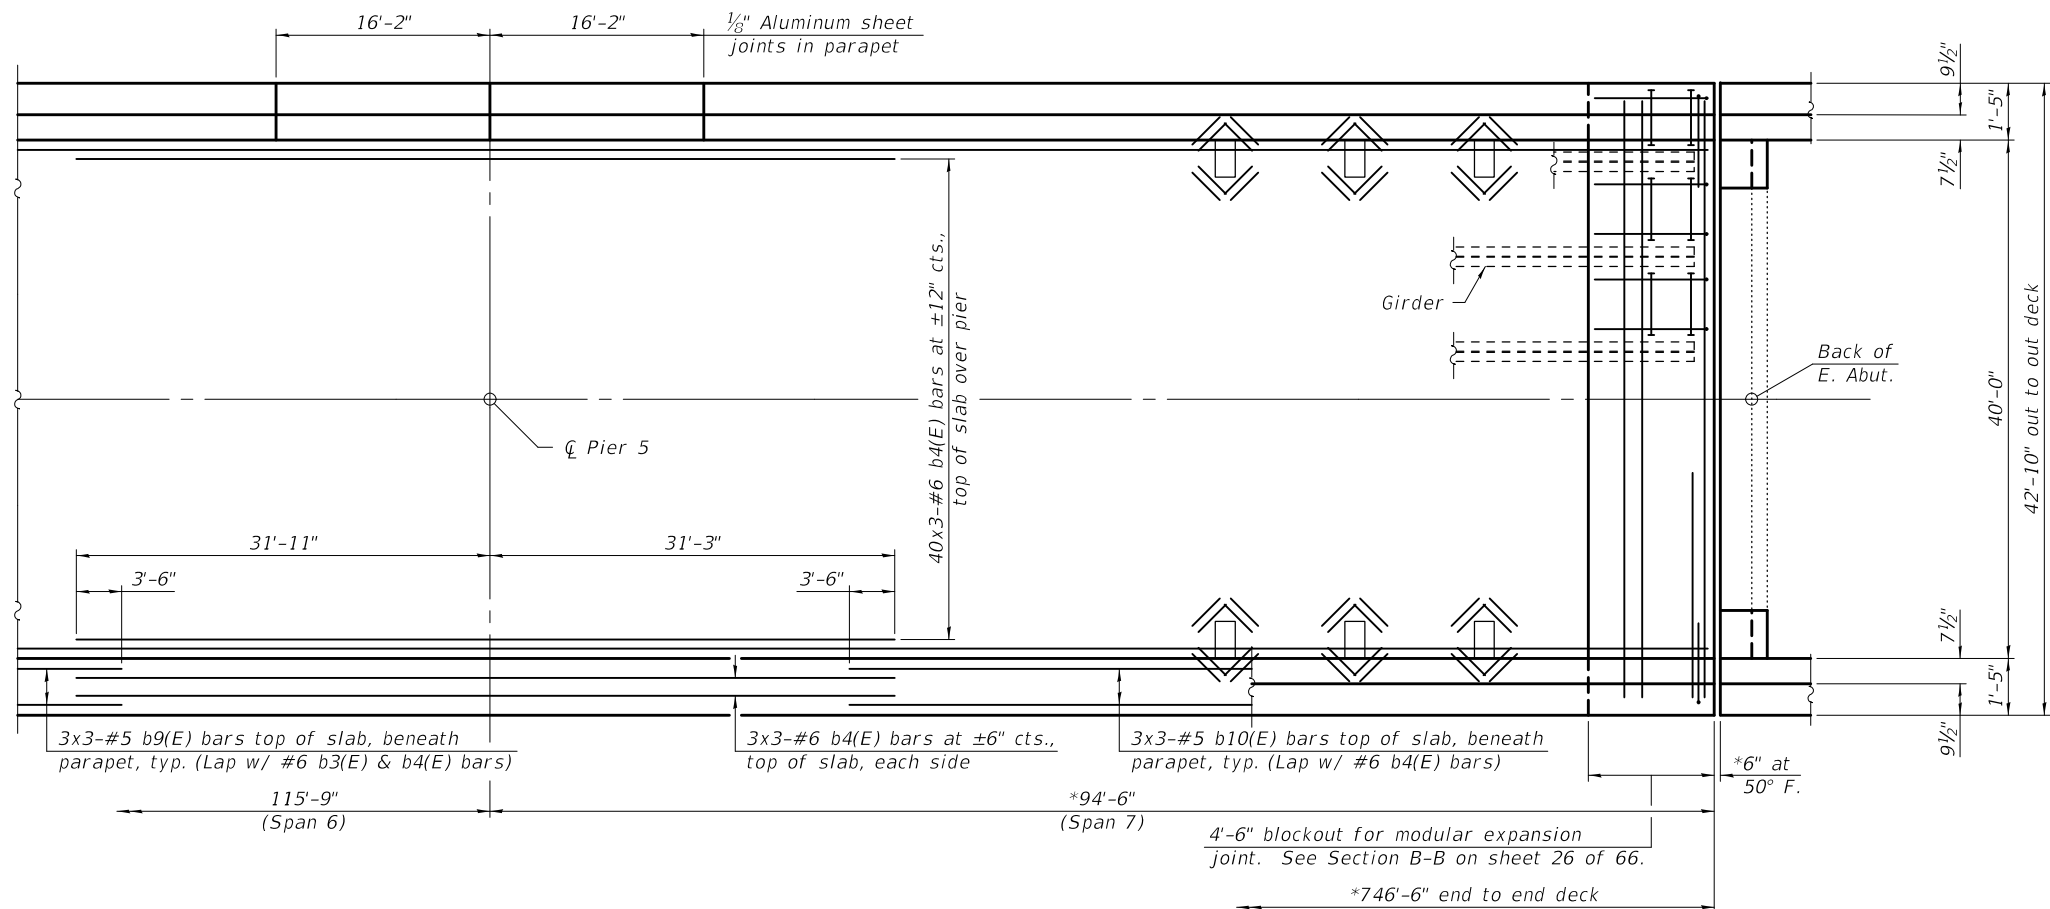 16'-2"
16'-2"
⅛" Aluminum sheet
joints in parapet
9½"
1'-5"
7½"
40x3-#6 b4(E) bars at ±12" cts.,
top of slab over pier
Girder
Back of
E. Abut.
40'-0"
42'-10" out to out deck
℄ Pier 5
31'-11"
31'-3"
3'-6"
3'-6"
7½"
1'-5"
9½"
3x3-#5 b9(E) bars top of slab, beneath
parapet, typ. (Lap w/ #6 b3(E) & b4(E) bars)
3x3-#6 b4(E) bars at ±6" cts.,
top of slab, each side
3x3-#5 b10(E) bars top of slab, beneath
parapet, typ. (Lap w/ #6 b4(E) bars)
*6" at
50° F.
115'-9"
(Span 6)
*94'-6"
(Span 7)
4'-6" blockout for modular expansion
joint. See Section B-B on sheet 26 of 66.
*746'-6" end to end deck